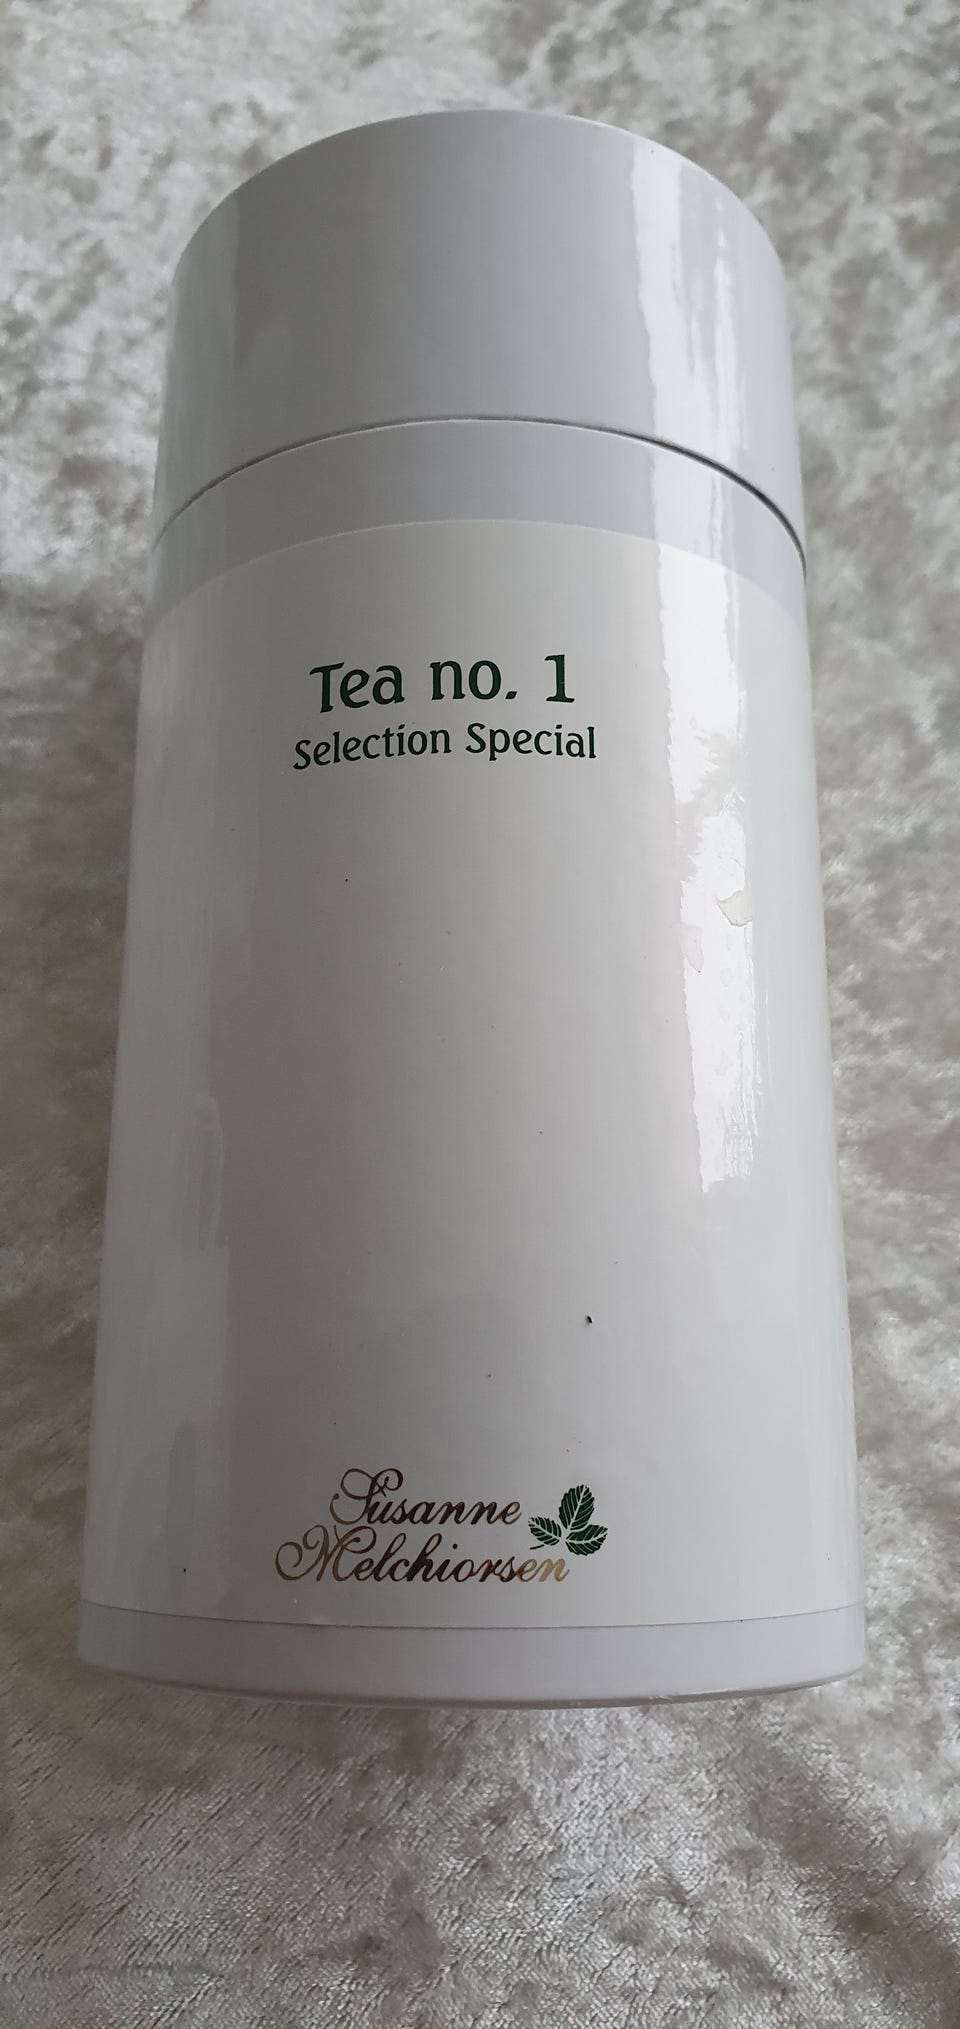 Tea no. 1
Selection Special
Susanne
Melchiorsen